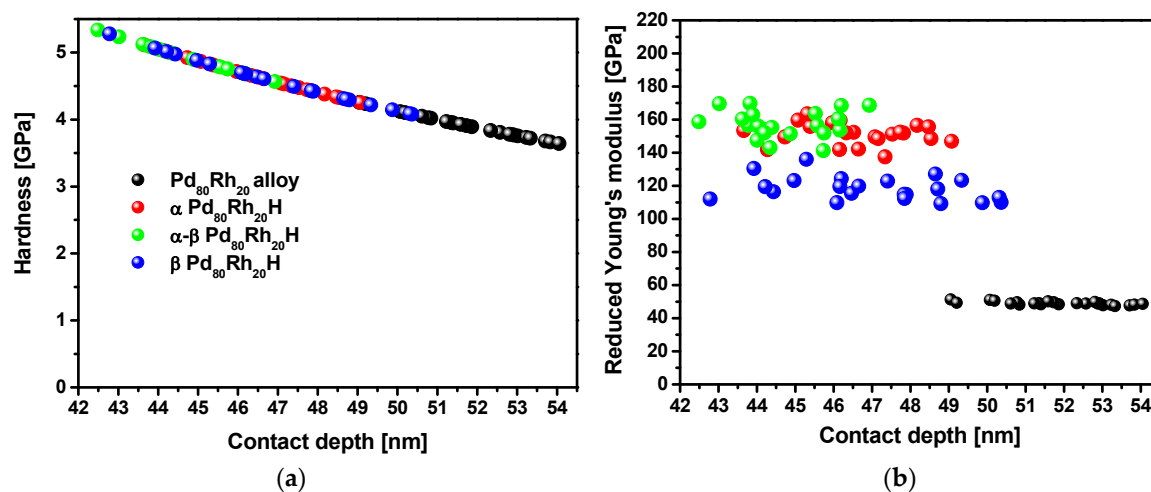 Hardness [GPa]
5
4
3
2
1
0
Pd80Rh20 alloy
α Pd80Rh20H
α-β Pd80Rh20H
β Pd80Rh20H
42 43 44 45 46 47 48 49 50 51 52 53 54
Contact depth [nm]
(a)
Reduced Young's modulus [GPa]
220
200
180
160
140
120
100
80
60
40
20
0
42 43 44 45 46 47 48 49 50 51 52 53 54
Contact depth [nm]
(b)